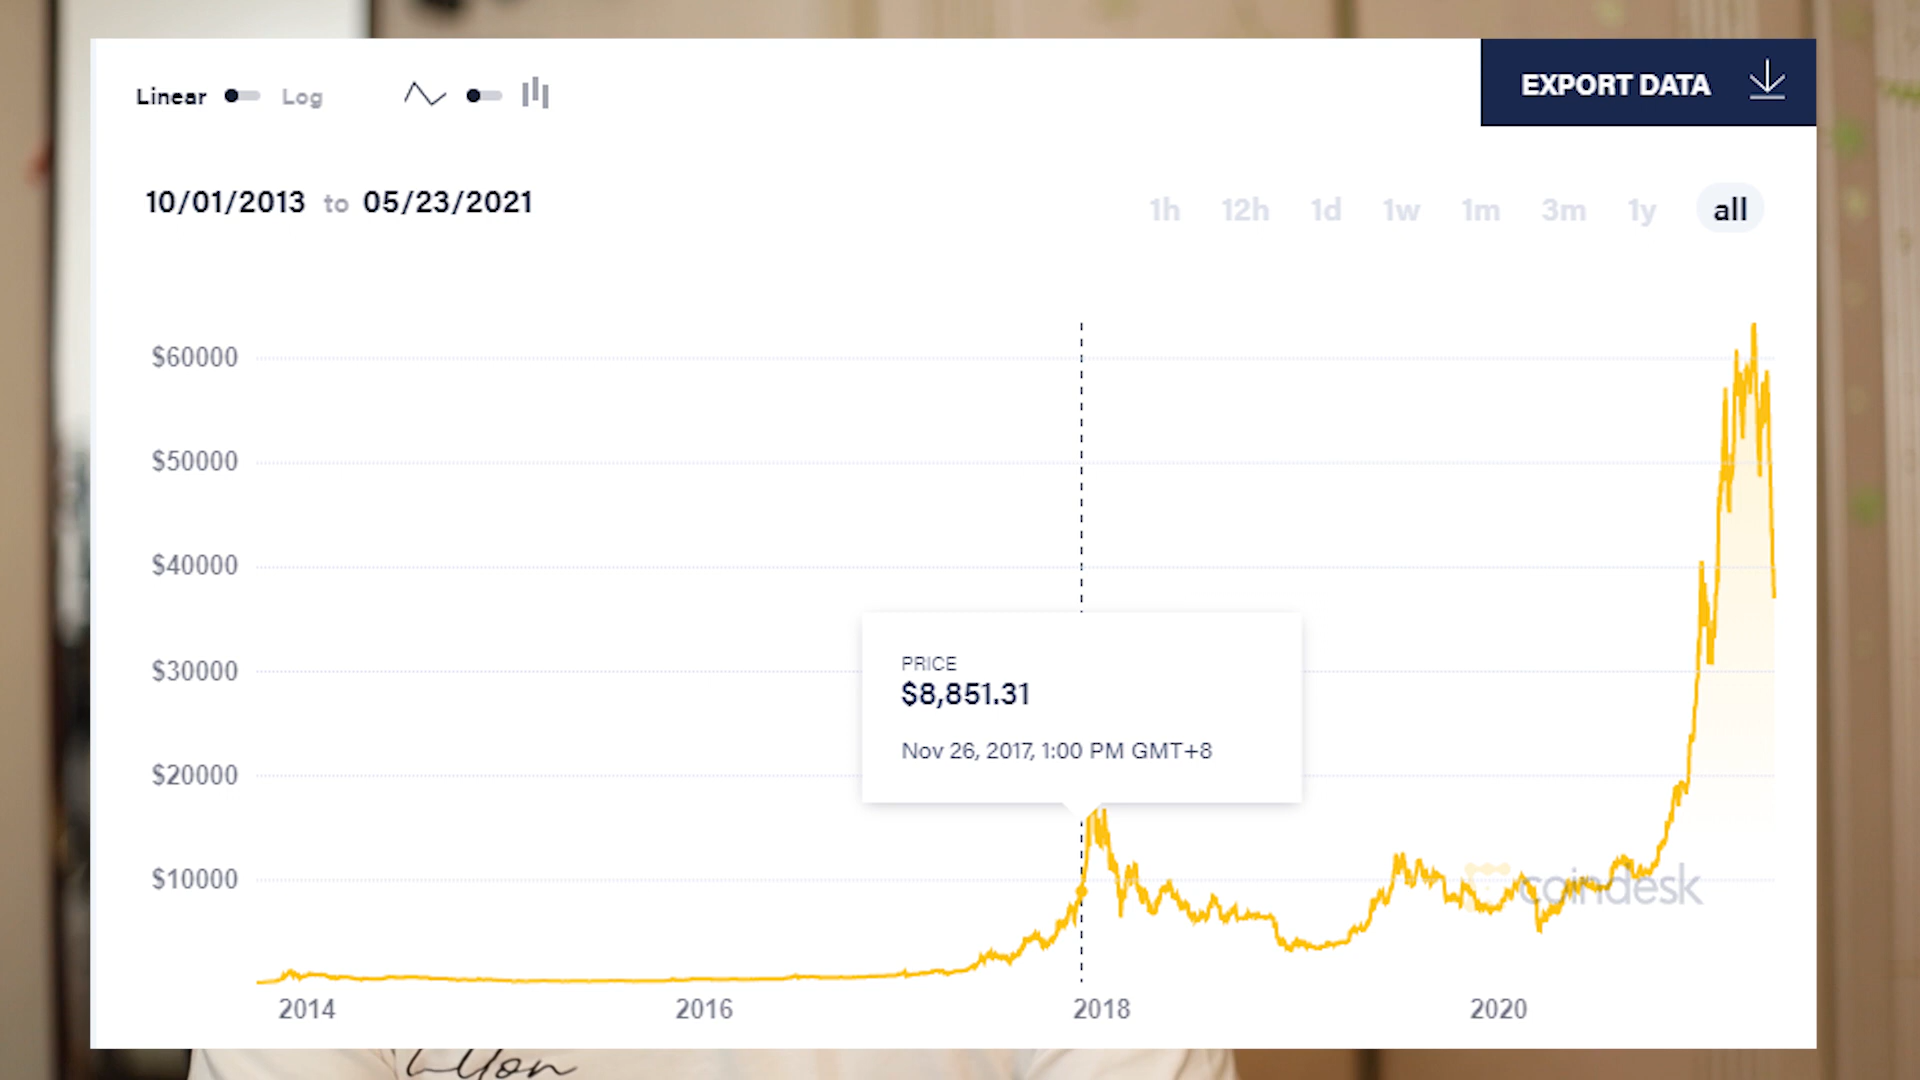 Linear Log
EXPORT DATA
10/01/2013 to 05/23/2021
1h 12h 1d 1w 1m 3m 1y all
$60000
$50000
$40000
$30000
$20000
$10000
PRICE
$8,851.31
Nov 26, 2017, 1:00 PM GMT+8
coindesk
2014 2016 2018 2020